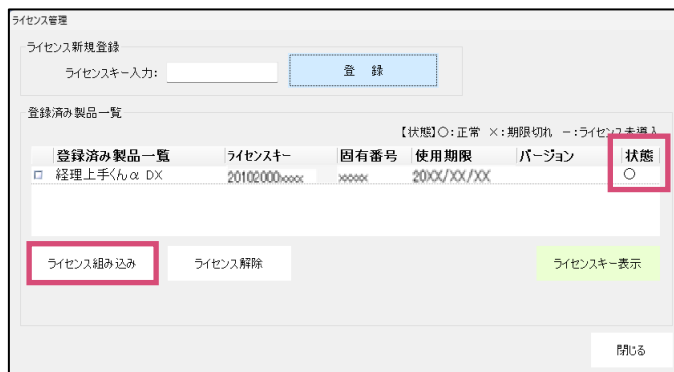 ライセンス管理
ライセンス新規登録
ライセンスキー入力:
登 録
登録済み製品一覧
【状態】○:正常 ×:期限切れ −:ライセンス未導入
登録済み製品一覧 ライセンスキー 固有番号 使用期限 バージョン 状態
経理上手くんα DX 20102000xxxx xxxxx 20XX/XX/XX ○
ライセンス組み込み ライセンス解除 ライセンスキー表示
閉じる